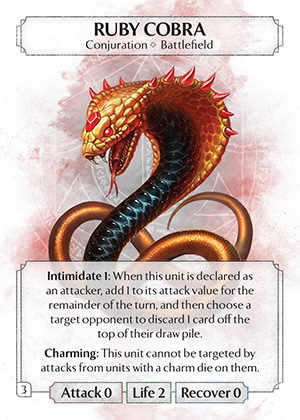 RUBY COBRA
Conjuration ◇ Battlefield
Intimidate 1: When this unit is declared as
an attacker, add 1 to its attack value for the
remainder of the turn, and then choose a
target opponent to discard 1 card off the
top of their draw pile.
Charming: This unit cannot be targeted by
attacks from units with a charm die on them.
3
Attack 0
Life 2
Recover 0